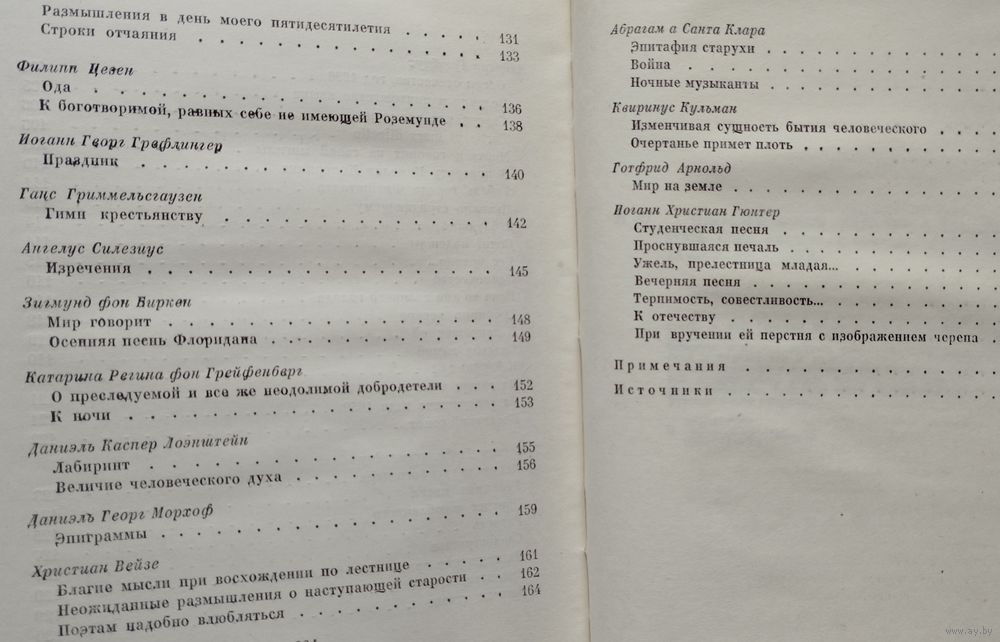 Размышления в день моего пятидесятилетия . . . . . 131
Строки отчаяния . . . . . . . . . . . . . 133
Филипп Цезен
Ода . . . . . . . . . . . . . . . . . . 136
К боготворимой, равных себе не имеющей Роземунде . . 138
Иоганн Георг Грефлингер
Праздник . . . . . . . . . . . . . . . . 140
Ганс Гриммельсгаузен
Гимн крестьянству . . . . . . . . . . . . 142
Ангелус Силезиус
Изречения . . . . . . . . . . . . . . . . 145
Зигмунд фон Биркен
Мир говорит . . . . . . . . . . . . . . . 148
Осенняя песнь Флоридана . . . . . . . . . . 149
Катарина Регина фон Грейфенберг
О преследуемой и все же неодолимой добродетели . . . 152
К ночи . . . . . . . . . . . . . . . . . 153
Даниэль Каспер Лоэнштейн
Лабиринт . . . . . . . . . . . . . . . . 155
Величие человеческого духа . . . . . . . . . 156
Даниэль Георг Морхоф
Эпиграммы . . . . . . . . . . . . . . . . 159
Христиан Вейзе
Благие мысли при восхождении по лестнице . . . . . 161
Неожиданные размышления о наступающей старости . . 162
Поэтам надобно влюбляться . . . . . . . . . 164
Абрагам а Санта Клара
Эпитафия старухи . . . . . . . . . .
Война . . . . . . . . . . . . . .
Ночные музыканты . . . . . . . . . .
Квиринус Кульман
Изменчивая сущность бытия человеческого . . . .
Очертанье примет плоть . . . . . . . . .
Готфрид Арнольд
Мир на земле . . . . . . . . . . . .
Иоганн Христиан Гюнтер
Студенческая песня . . . . . . . . . .
Проснувшаяся печаль . . . . . . . . . .
Ужель, прелестница младая... . . . . . . .
Вечерняя песня . . . . . . . . . . . .
Терпимость, совестливость... . . . . . . . .
К отечеству . . . . . . . . . . . . .
При вручении ей перстня с изображением черепа .
Примечания . . . . . . . . . . . .
Источники . . . . . . . . . . . . .
www.ay.by